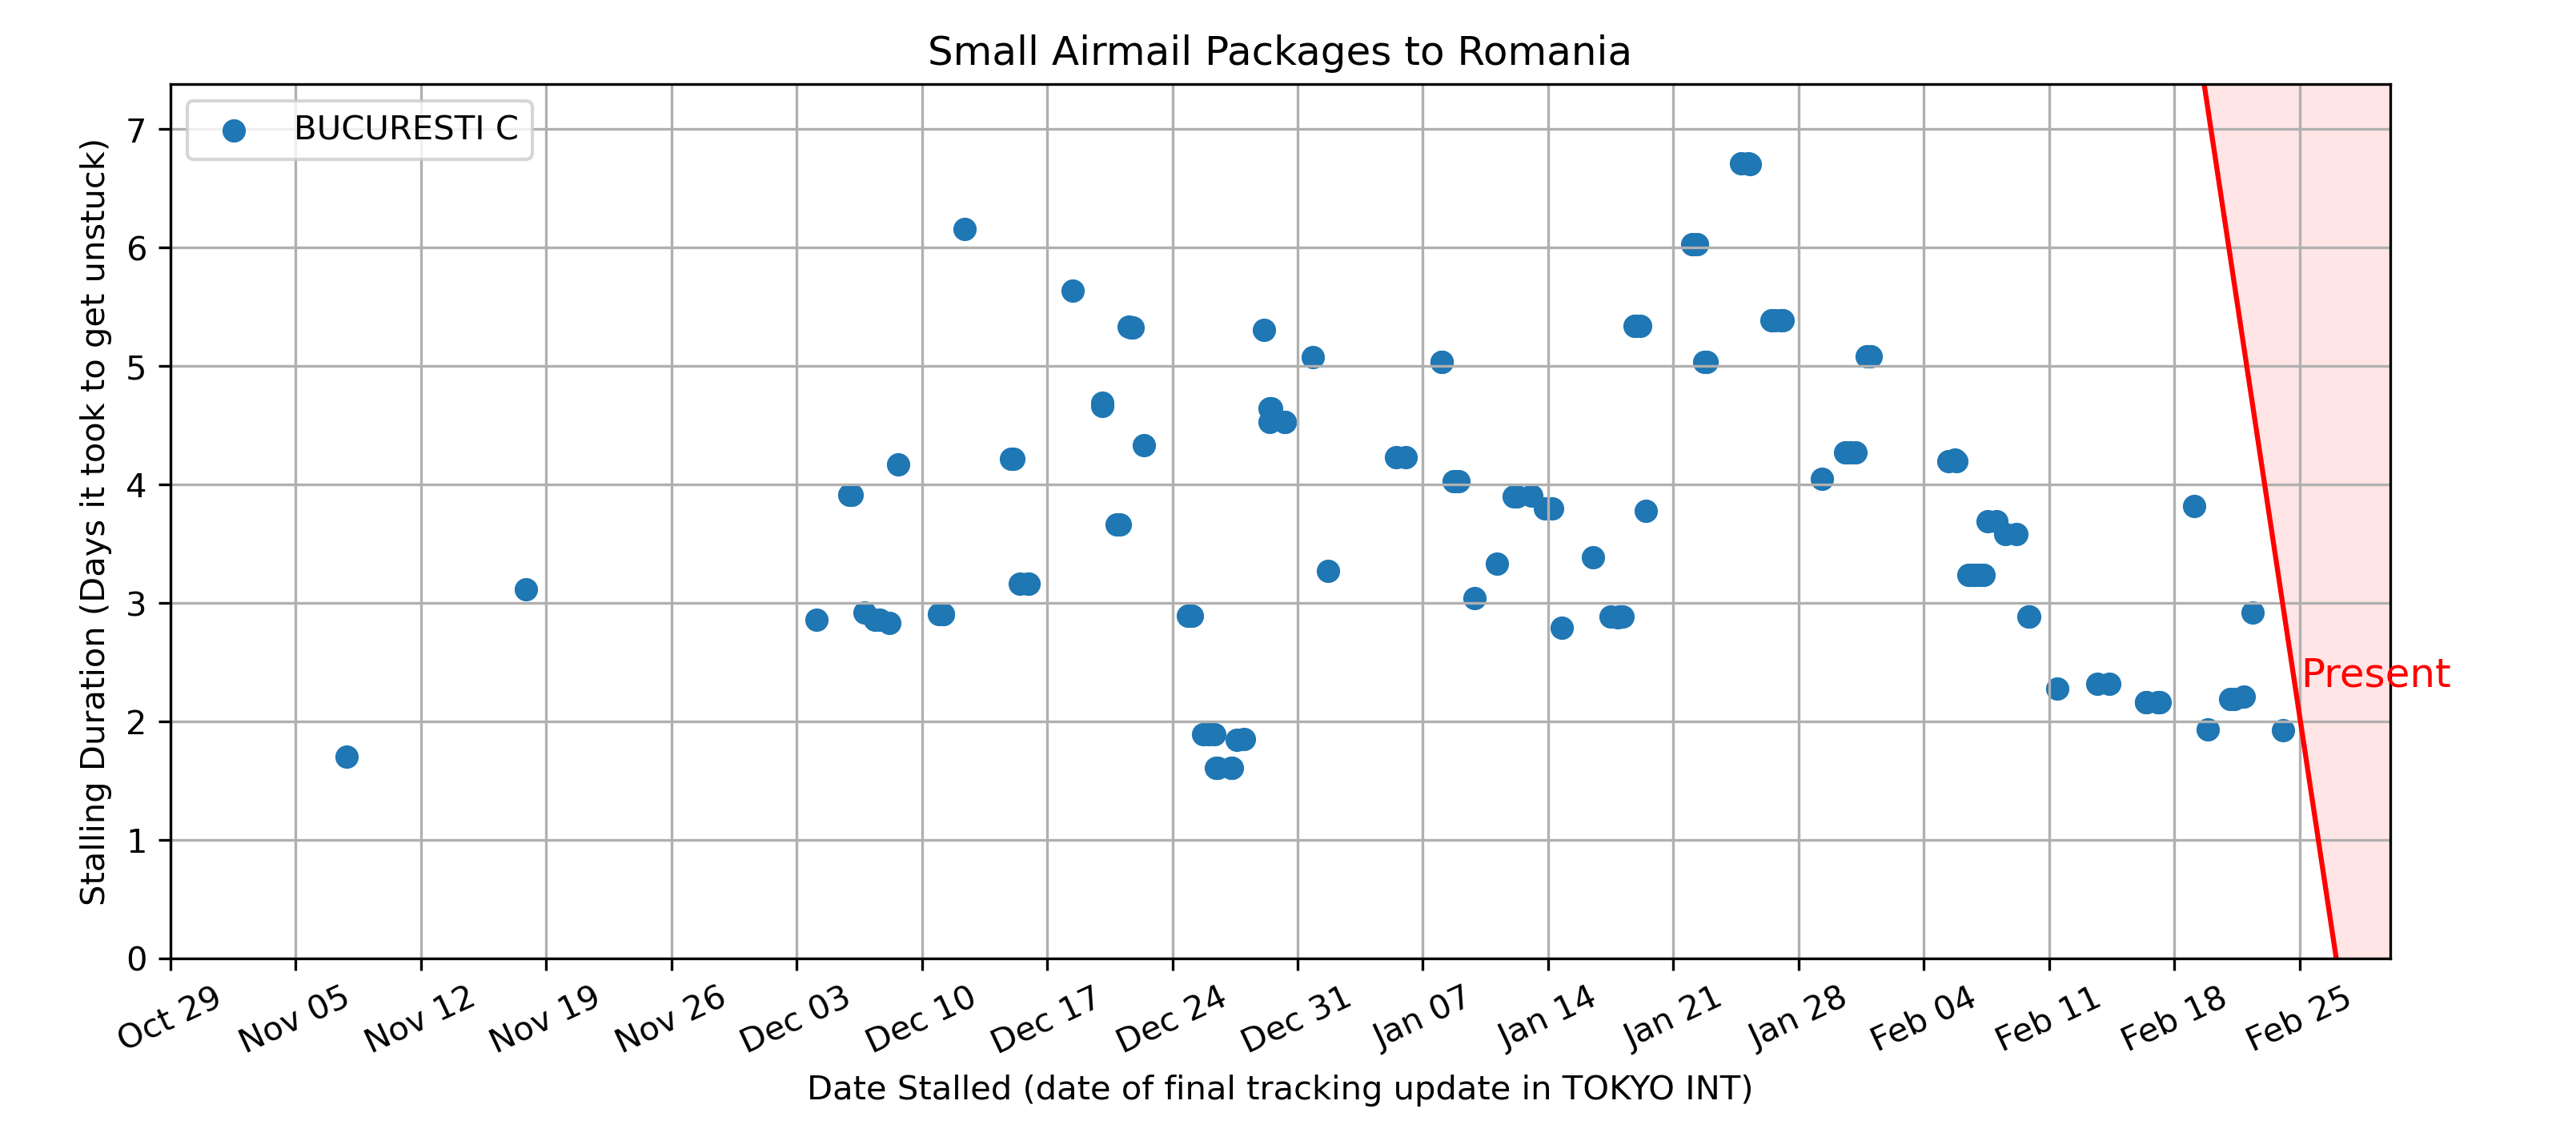 Small Airmail Packages to Romania
BUCURESTI C
Stalling Duration (Days it took to get unstuck)
7
6
5
4
3
2
1
0
Present
Oct 29
Nov 05
Nov 12
Nov 19
Nov 26
Dec 03
Dec 10
Dec 17
Dec 24
Dec 31
Jan 07
Jan 14
Jan 21
Jan 28
Feb 04
Feb 11
Feb 18
Feb 25
Date Stalled (date of final tracking update in TOKYO INT)